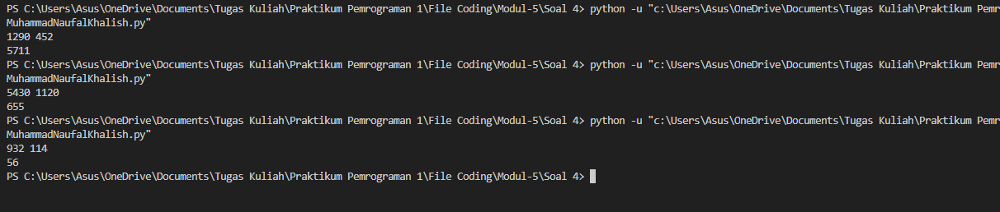 PS C:\Users\Asus\OneDrive\Documents\Tugas Kuliah\Praktikum Pemrograman 1\File Coding\Modul-5\Soal 4> python -u "c:\Users\Asus\OneDrive\Documents\Tugas Kuliah\Praktikum Pemr
MuhammadNaufalKhalish.py"
1290 452
5711
PS C:\Users\Asus\OneDrive\Documents\Tugas Kuliah\Praktikum Pemrograman 1\File Coding\Modul-5\Soal 4> python -u "c:\Users\Asus\OneDrive\Documents\Tugas Kuliah\Praktikum Pemr
MuhammadNaufalKhalish.py"
5430 1120
655
PS C:\Users\Asus\OneDrive\Documents\Tugas Kuliah\Praktikum Pemrograman 1\File Coding\Modul-5\Soal 4> python -u "c:\Users\Asus\OneDrive\Documents\Tugas Kuliah\Praktikum Pemr
MuhammadNaufalKhalish.py"
932 114
56
PS C:\Users\Asus\OneDrive\Documents\Tugas Kuliah\Praktikum Pemrograman 1\File Coding\Modul-5\Soal 4>